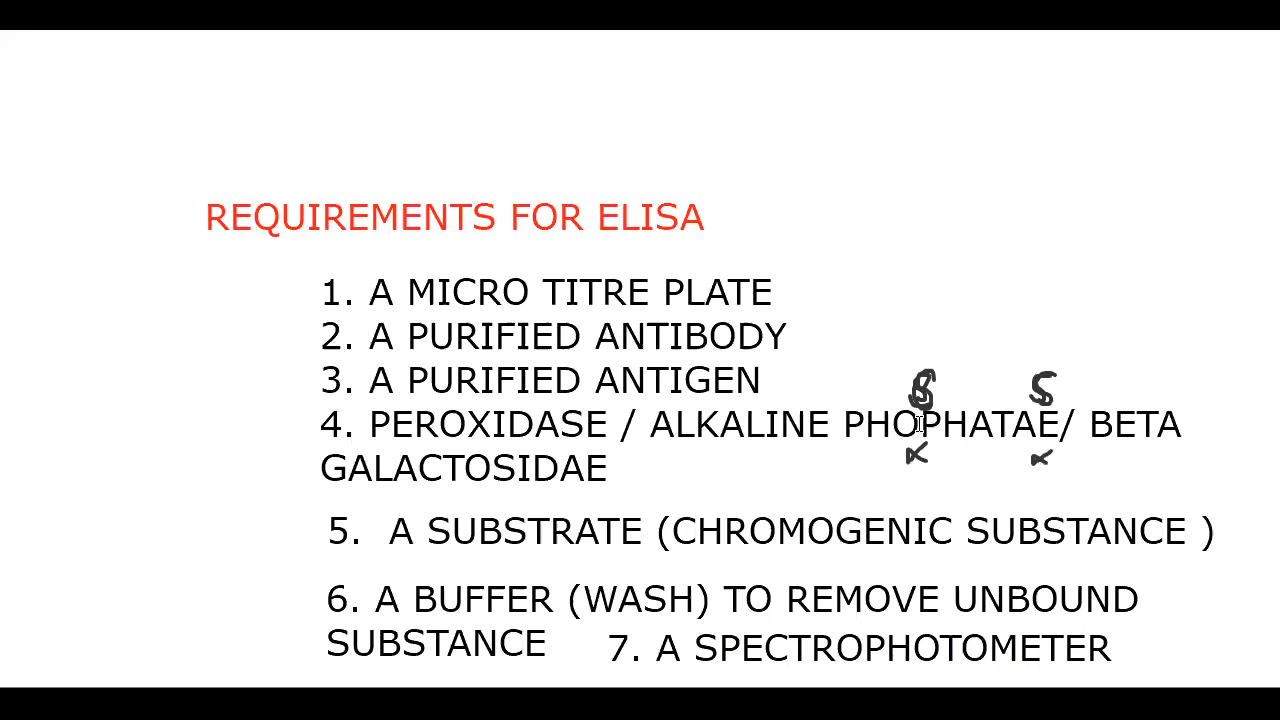 REQUIREMENTS FOR ELISA
1. A MICRO TITRE PLATE
2. A PURIFIED ANTIBODY
3. A PURIFIED ANTIGEN
S S
4. PEROXIDASE / ALKALINE PHOPHATAE/ BETA
GALACTOSIDAE
5. A SUBSTRATE (CHROMOGENIC SUBSTANCE )
6. A BUFFER (WASH) TO REMOVE UNBOUND
SUBSTANCE
7. A SPECTROPHOTOMETER